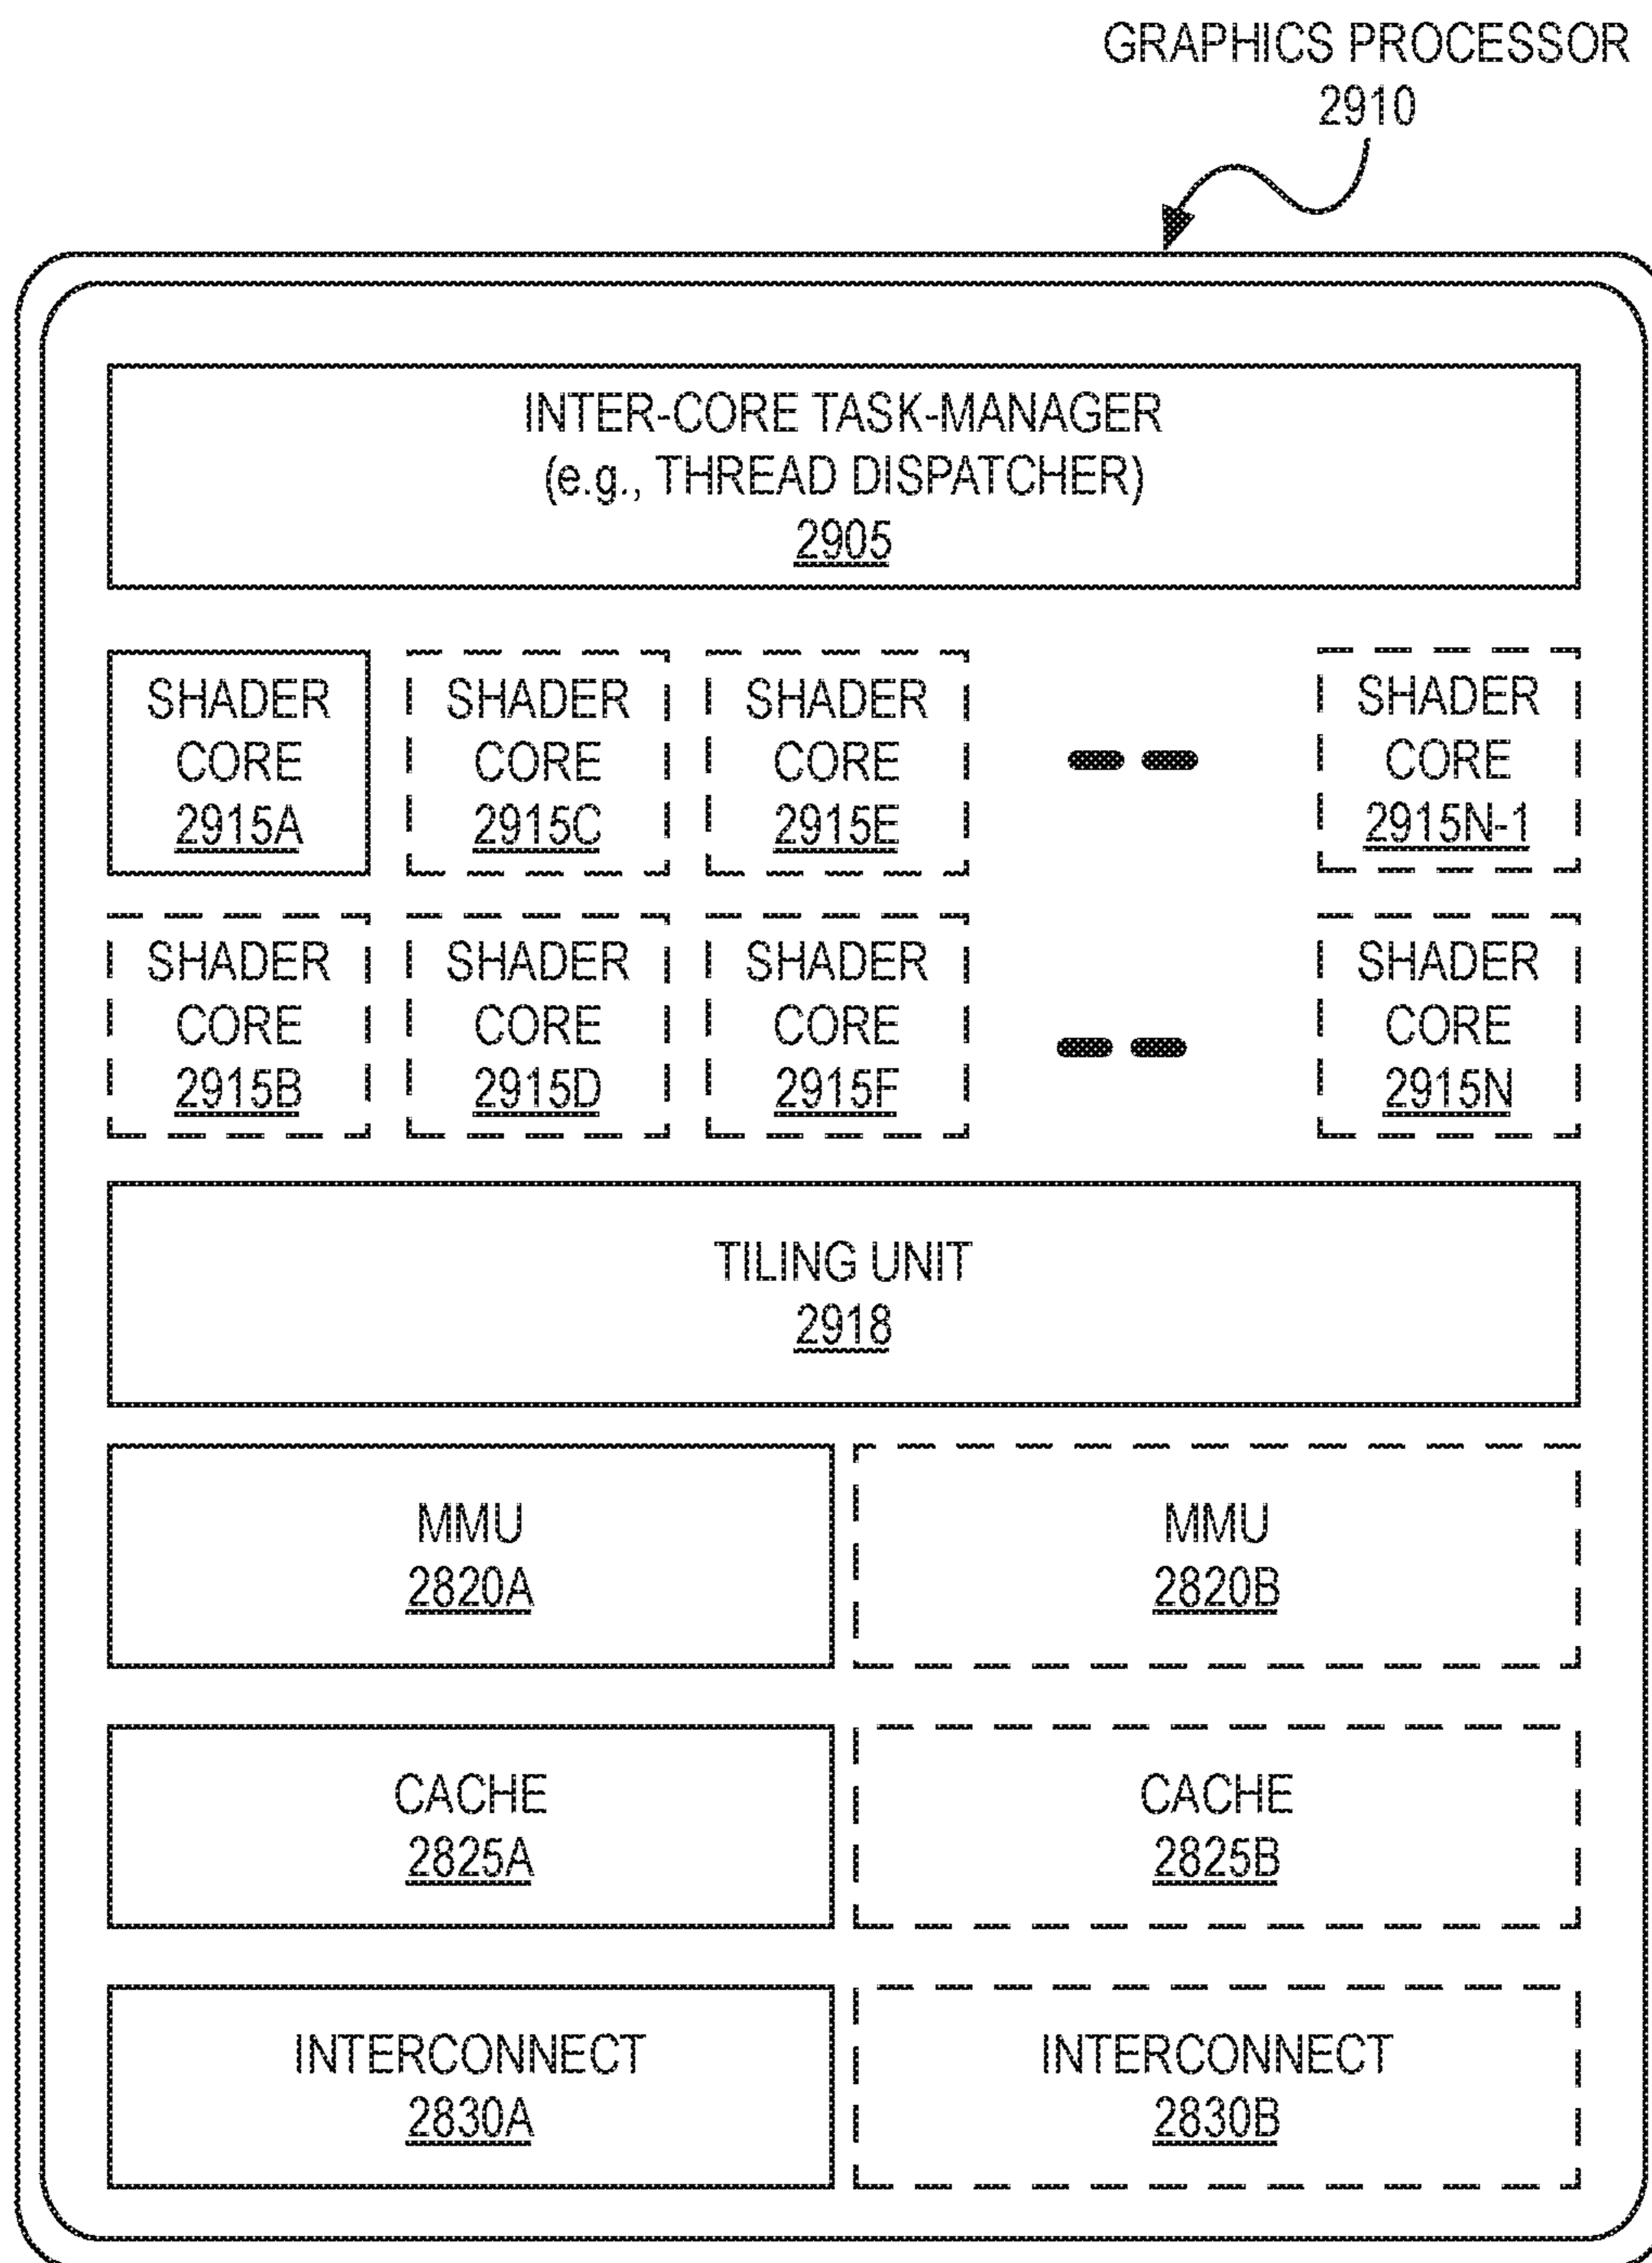 GRAPHICS PROCESSOR
2910
INTER-CORE TASK-MANAGER
(e.g., THREAD DISPATCHER)
2905
SHADER
CORE
2915A
SHADER
CORE
2915C
SHADER
CORE
2915E
SHADER
CORE
2915N-1
SHADER
CORE
2915B
SHADER
CORE
2915D
SHADER
CORE
2915F
SHADER
CORE
2915N
TILING UNIT
2918
MMU
2820A
MMU
2820B
CACHE
2825A
CACHE
2825B
INTERCONNECT
2830A
INTERCONNECT
2830B